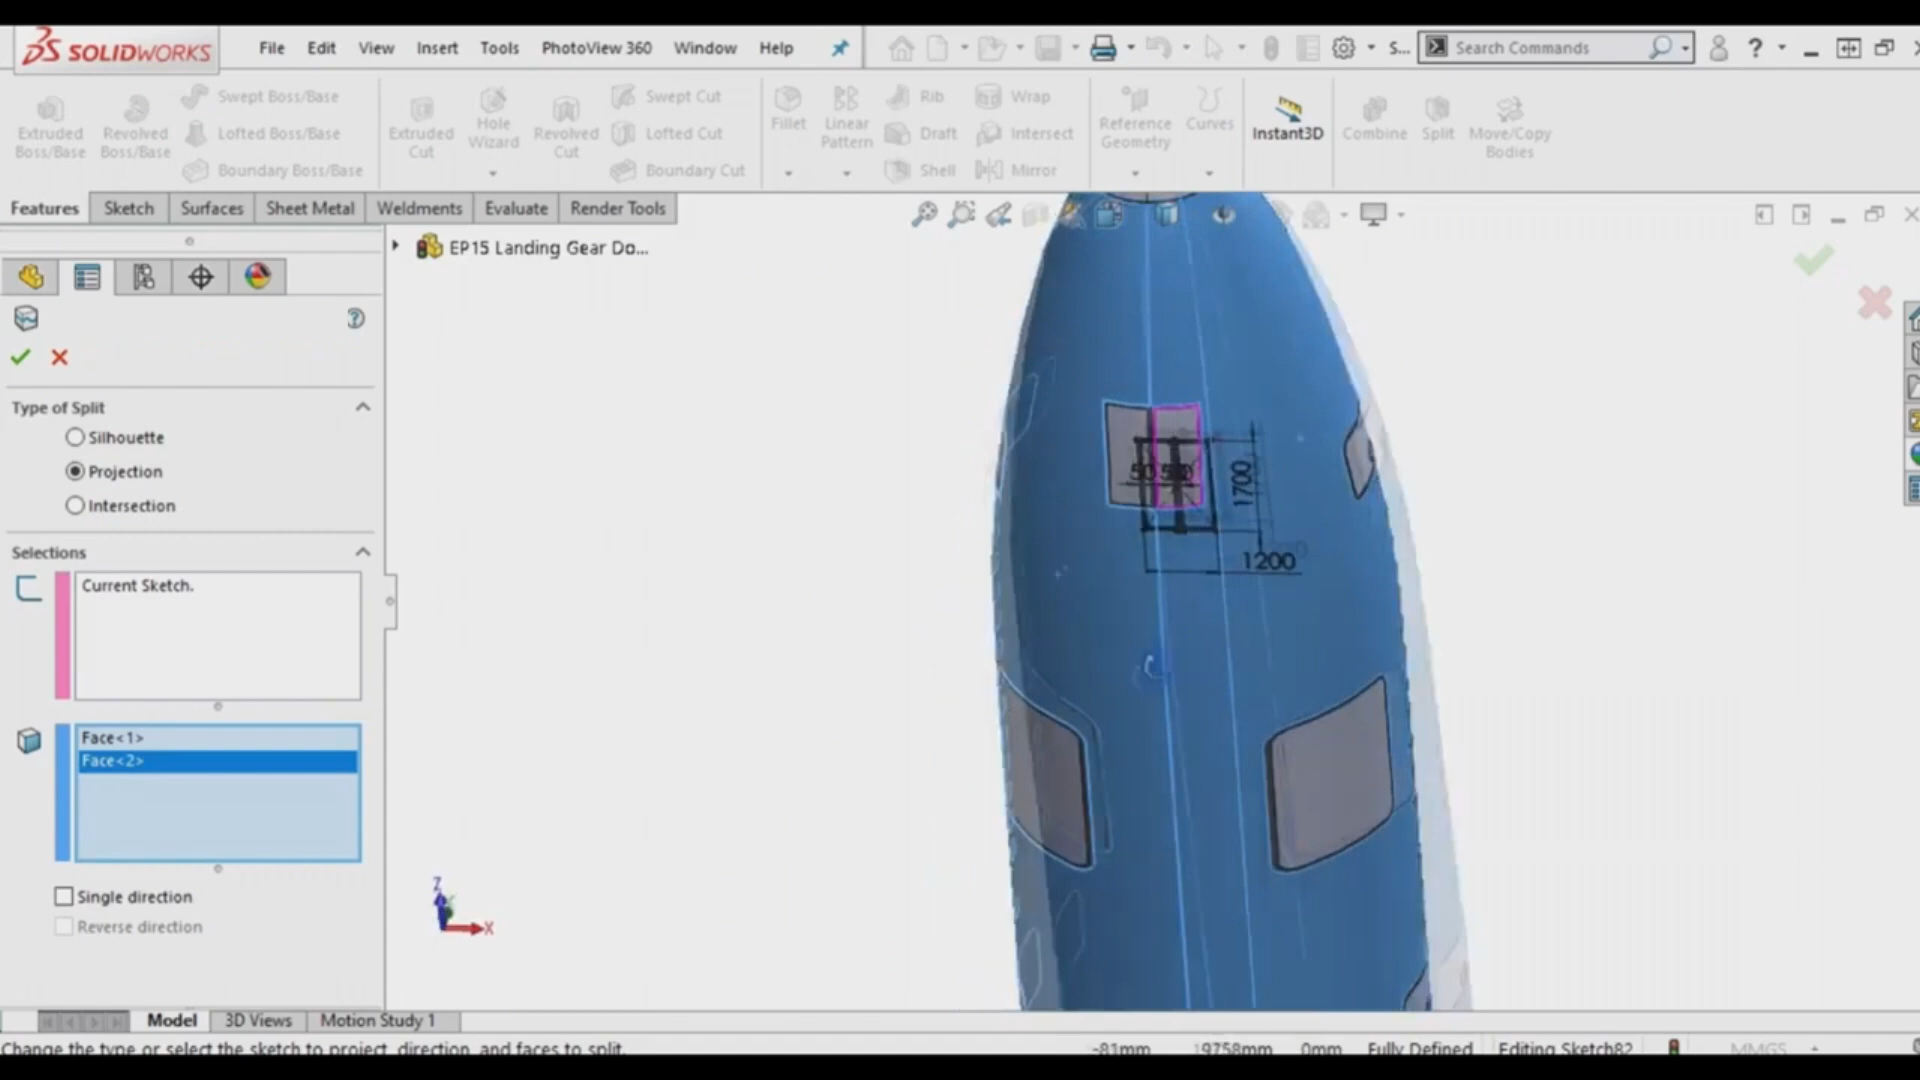 SOLIDWORKS File Edit View Insert Tools PhotoView 360 Window Help S... Search Commands ?
Extruded Boss/Base
Revolved Boss/Base
Swept Boss/Base
Lofted Boss/Base
Boundary Boss/Base
Extruded Cut
Hole Wizard
Revolved Cut
Swept Cut
Lofted Cut
Boundary Cut
Fillet
Linear Pattern
Rib
Draft
Shell
Wrap
Intersect
Mirror
Reference Geometry
Curves
Instant3D
Combine
Split
Move/Copy Bodies
Features Sketch Surfaces Sheet Metal Weldments Evaluate Render Tools
EP15 Landing Gear Do...
Type of Split
Silhouette
Projection
Intersection
Selections
Current Sketch.
Face<1>
Face<2>
Single direction
Reverse direction
1700
1200
Z
X
Model 3D Views Motion Study 1
Change the type or select the sketch to project, direction, and faces to split.
-81mm 19758mm 0mm Fully Defined Editing Sketch82 MMGS